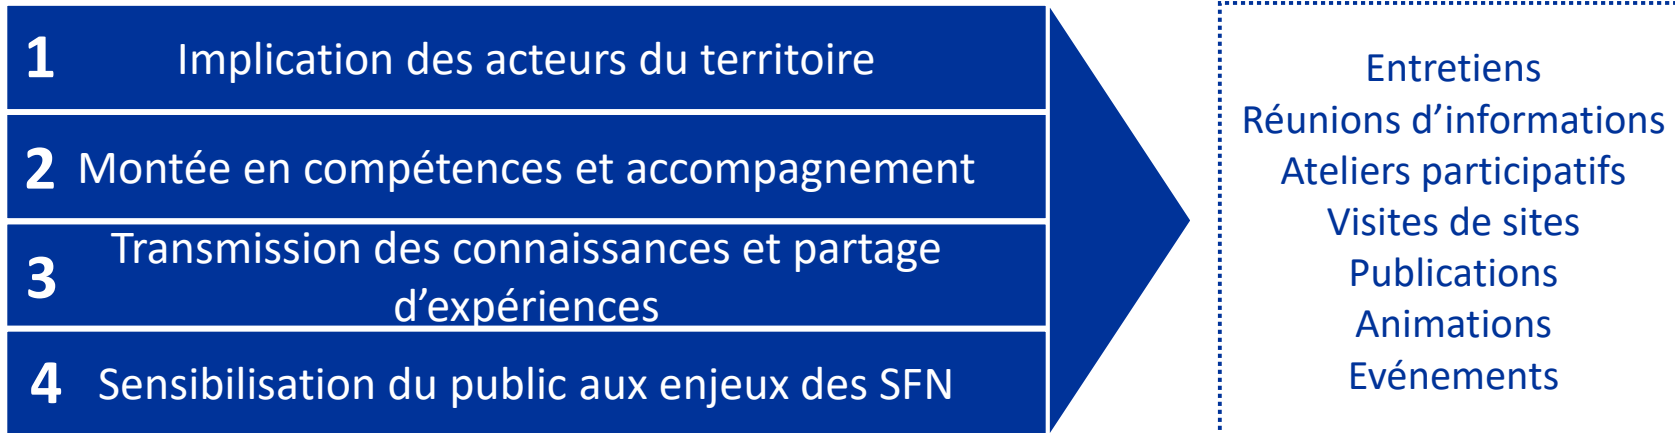 1 Implication des acteurs du territoire
2 Montée en compétences et accompagnement
3 Transmission des connaissances et partage
d’expériences
4 Sensibilisation du public aux enjeux des SFN
Entretiens
Réunions d’informations
Ateliers participatifs
Visites de sites
Publications
Animations
Evénements